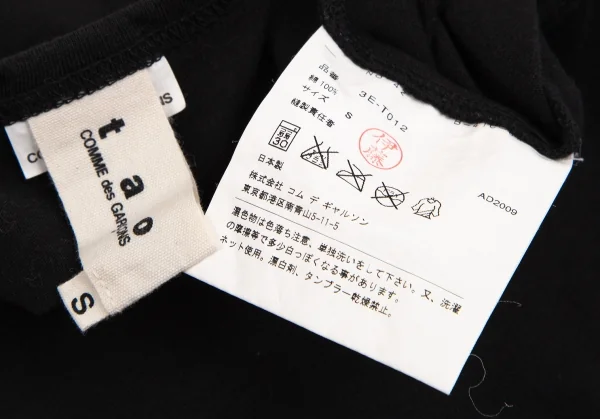 tao
COMME des GARÇONS
S
品番
3E-T012
綿 100%
サイズ
S
縫製責任者
伊藤
30
日本製
AD2009
株式会社 コム デ ギャルソン
東京都港区南青山5-11-5
濃色物は色落ち注意、単独洗いをして下さい。又、洗濯
の摩擦等で多少白っぽくなる事があります。
ネット使用。漂白剤、タンブラー乾燥禁止。